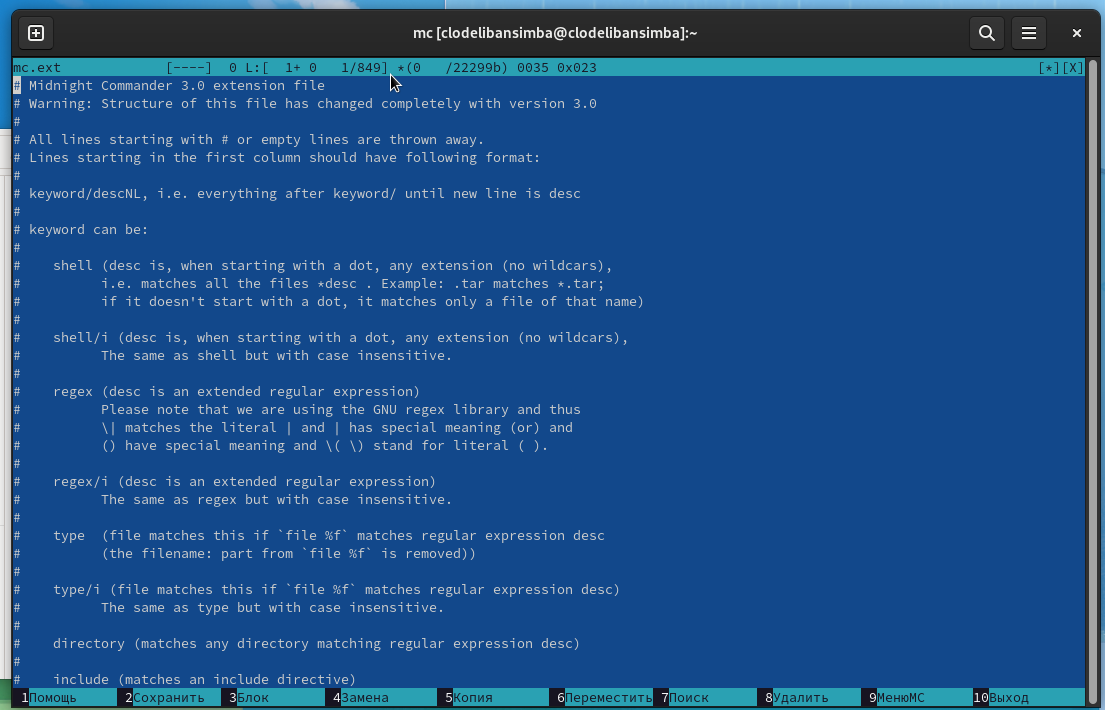 mc [clodelibansimba@clodelibansimba]:~
mc.ext [----] 0 L:[ 1+ 0 1/849] *(0 /22299b) 0035 0x023 [*][X]
# Midnight Commander 3.0 extension file
# Warning: Structure of this file has changed completely with version 3.0
#
# All lines starting with # or empty lines are thrown away.
# Lines starting in the first column should have following format:
#
# keyword/descNL, i.e. everything after keyword/ until new line is desc
#
# keyword can be:
#
# shell (desc is, when starting with a dot, any extension (no wildcars),
# i.e. matches all the files *desc . Example: .tar matches *.tar;
# if it doesn't start with a dot, it matches only a file of that name)
#
# shell/i (desc is, when starting with a dot, any extension (no wildcars),
# The same as shell but with case insensitive.
#
# regex (desc is an extended regular expression)
# Please note that we are using the GNU regex library and thus
# \| matches the literal | and | has special meaning (or) and
# () have special meaning and \( \) stand for literal ( ).
#
# regex/i (desc is an extended regular expression)
# The same as regex but with case insensitive.
#
# type (file matches this if `file %f` matches regular expression desc
# (the filename: part from `file %f` is removed))
#
# type/i (file matches this if `file %f` matches regular expression desc)
# The same as type but with case insensitive.
#
# directory (matches any directory matching regular expression desc)
#
# include (matches an include directive)
1Помощь 2Сохранить 3Блок 4Замена 5Копия 6Переместить 7Поиск 8Удалить 9МенюMC 10Выход